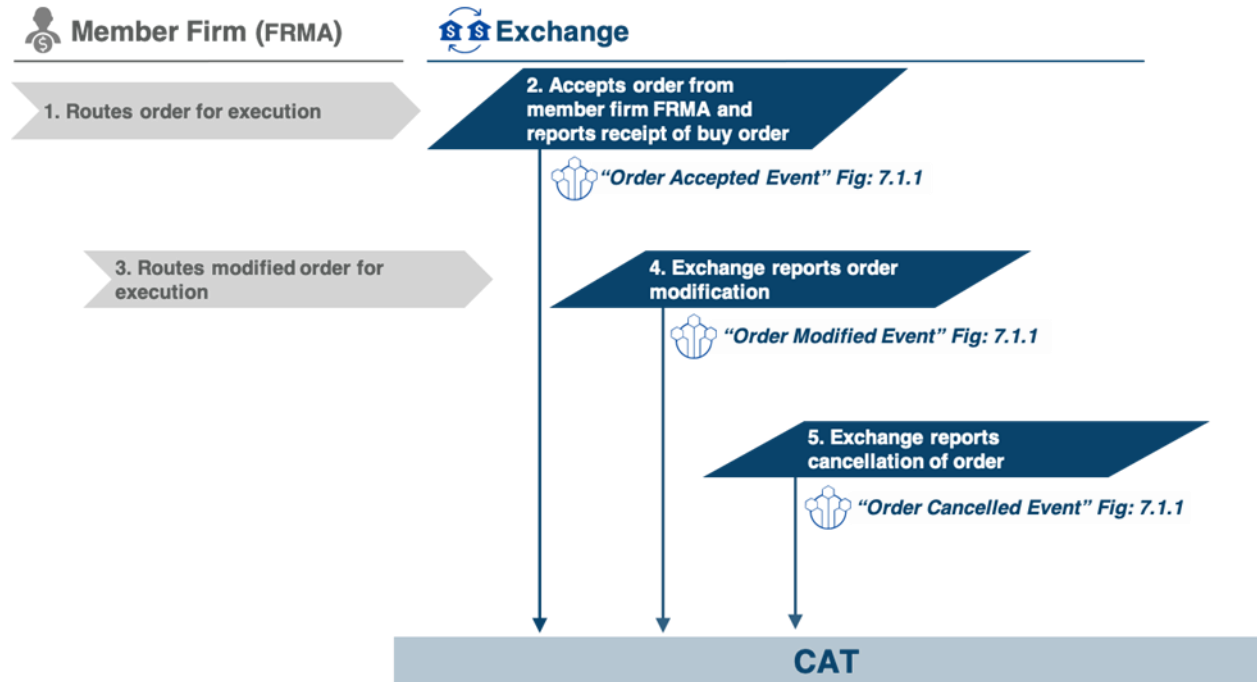 Member Firm (FRMA)
Exchange
1. Routes order for execution
2. Accepts order from
member firm FRMA and
reports receipt of buy order
“Order Accepted Event” Fig: 7.1.1
3. Routes modified order for
execution
4. Exchange reports order
modification
“Order Modified Event” Fig: 7.1.1
5. Exchange reports
cancellation of order
“Order Cancelled Event” Fig: 7.1.1
CAT